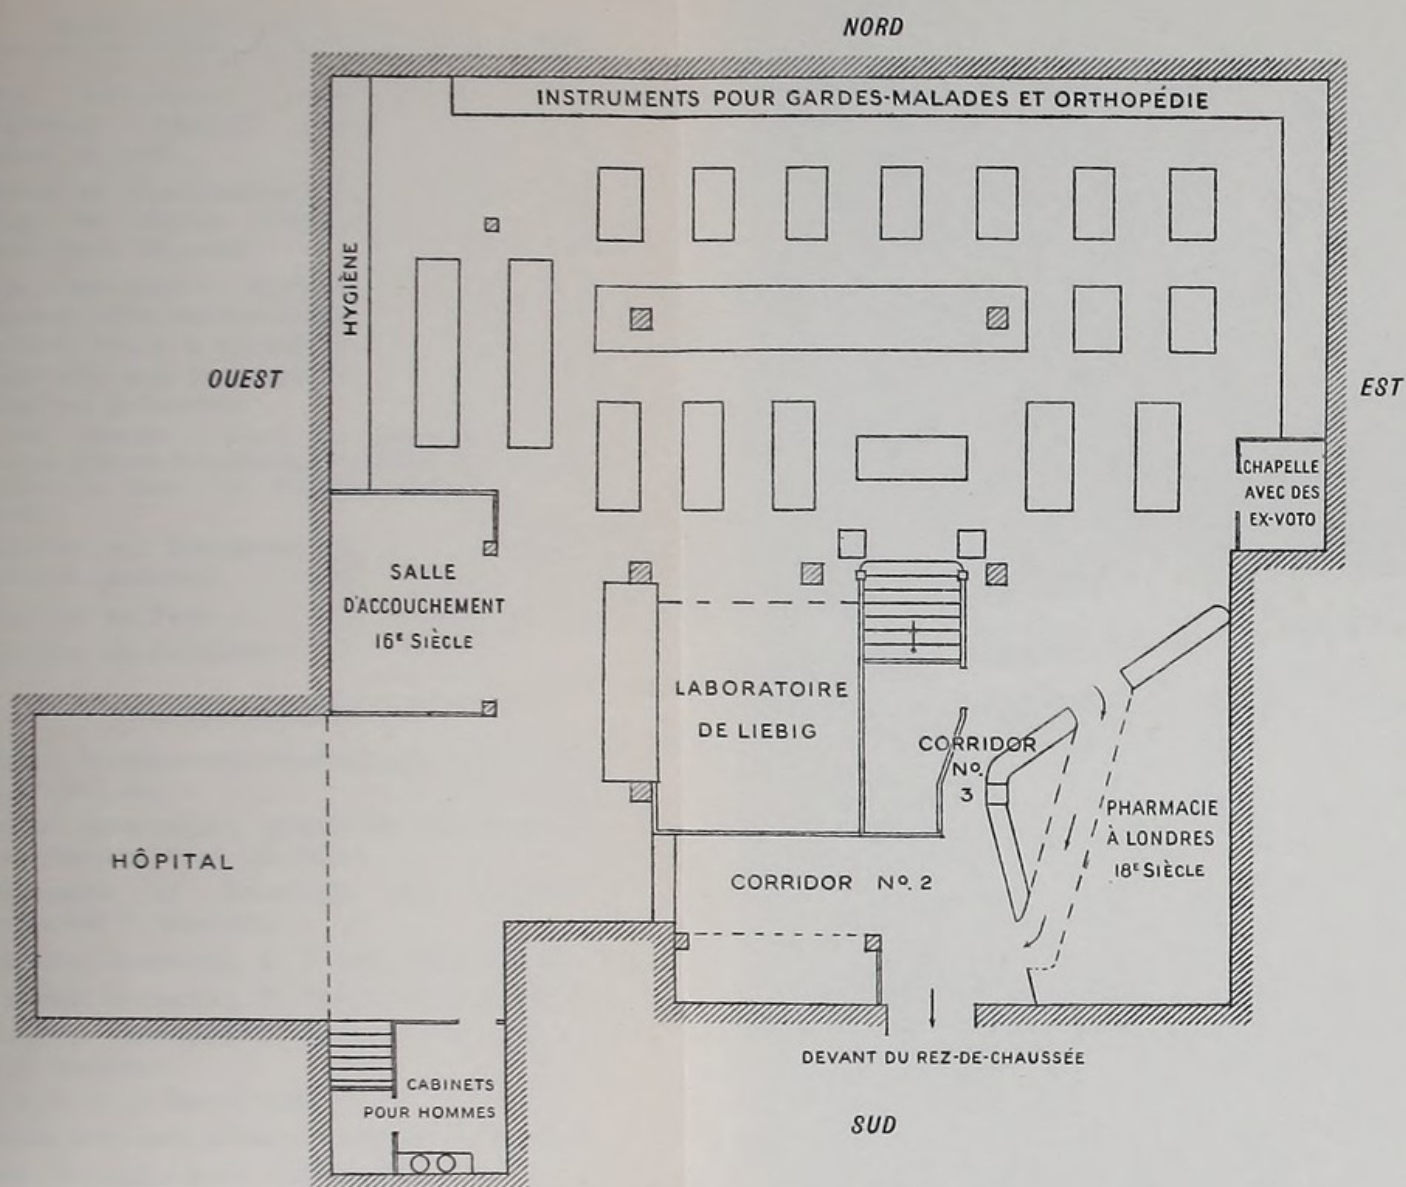 NORD
INSTRUMENTS POUR GARDES-MALADES ET ORTHOPÉDIE
HYGIÈNE
OUEST
EST
CHAPELLE
AVEC DES
EX-VOTO
SALLE
D'ACCOUCHEMENT
16E SIÈCLE
LABORATOIRE
DE LIEBIG
CORRIDOR
No.
3
PHARMACIE
À LONDRES
18E SIÈCLE
HÔPITAL
CORRIDOR No. 2
DEVANT DU REZ-DE-CHAUSSÉE
CABINETS
POUR HOMMES
SUD